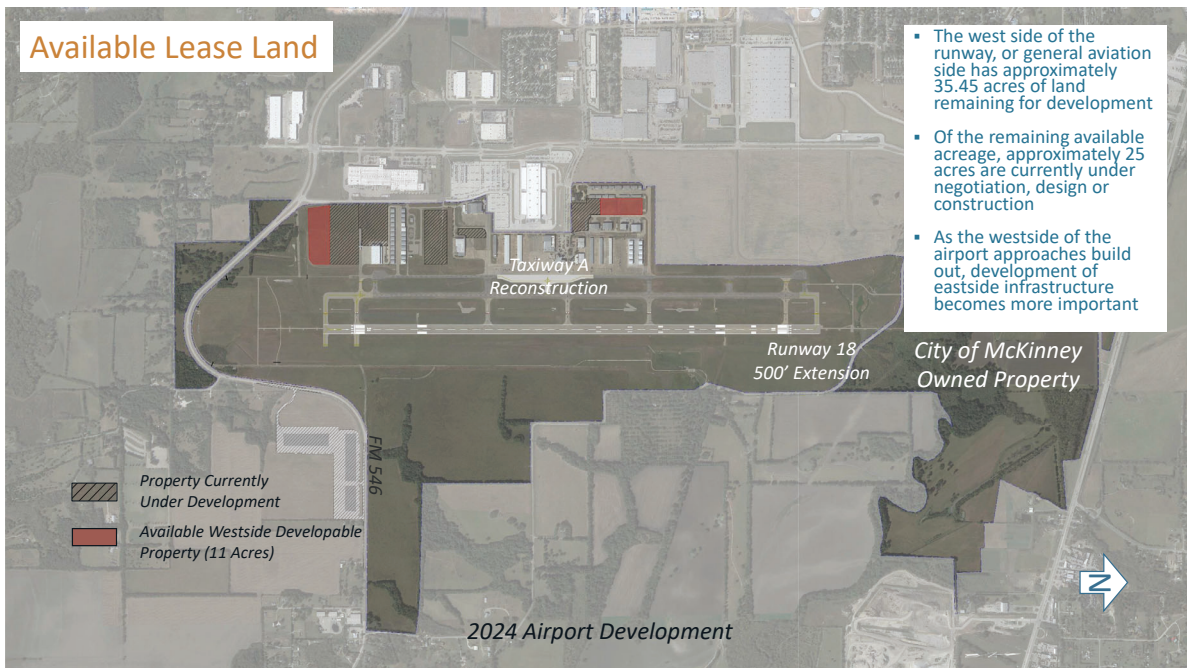 Available Lease Land
▪ The west side of the
runway, or general aviation
side has approximately
35.45 acres of land
remaining for development
▪ Of the remaining available
acreage, approximately 25
acres are currently under
negotiation, design or
construction
▪ As the westside of the
airport approaches build
out, development of
eastside infrastructure
becomes more important
Taxiway A
Reconstruction
Runway 18
500' Extension
City of McKinney
Owned Property
FM 546
Property Currently
Under Development
Available Westside Developable
Property (11 Acres)
N
2024 Airport Development